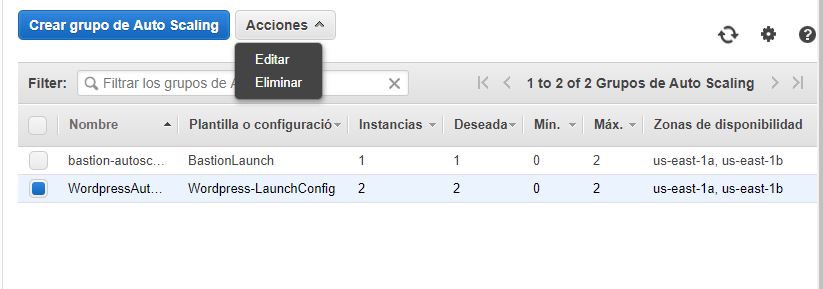 Crear grupo de Auto Scaling Acciones
Editar
Eliminar
Filter: Filtrar los grupos de A 1 to 2 of 2 Grupos de Auto Scaling
Nombre Plantilla o configuració Instancias Deseada Mín. Máx. Zonas de disponibilidad
bastion-autosc... BastionLaunch 1 1 0 2 us-east-1a, us-east-1b
WordpressAut... Wordpress-LaunchConfig 2 2 0 2 us-east-1a, us-east-1b